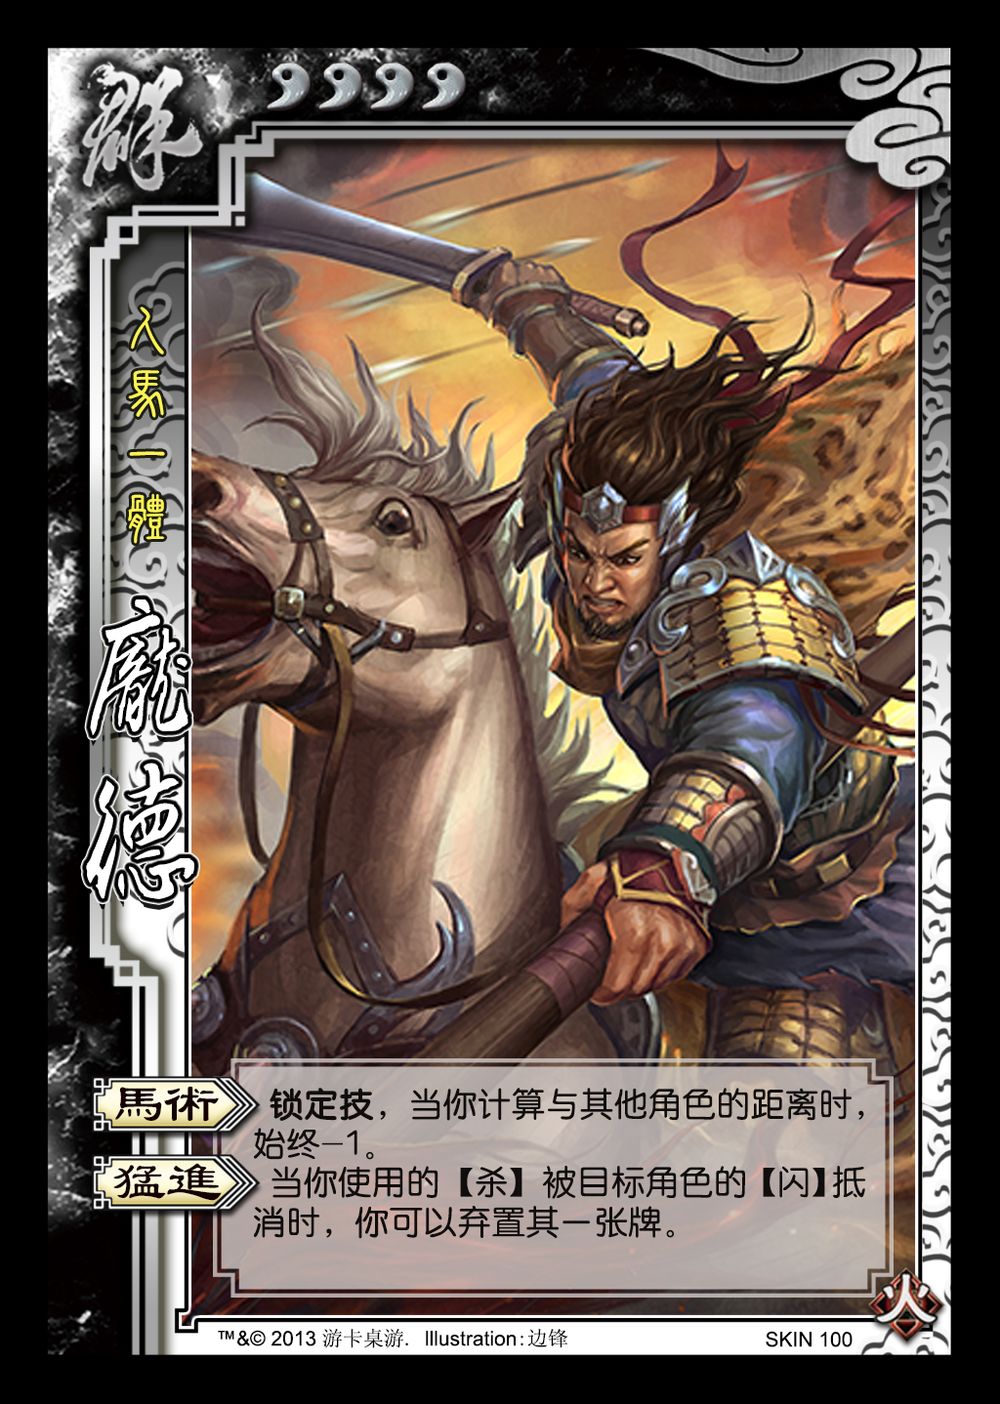 群
人馬一體
龐德
馬術
锁定技，当你计算与其他角色的距离时，
始终-1。
猛進
当你使用的【杀】被目标角色的【闪】抵
消时，你可以弃置其一张牌。
火
™&© 2013 游卡桌游. Illustration:边锋
SKIN 100